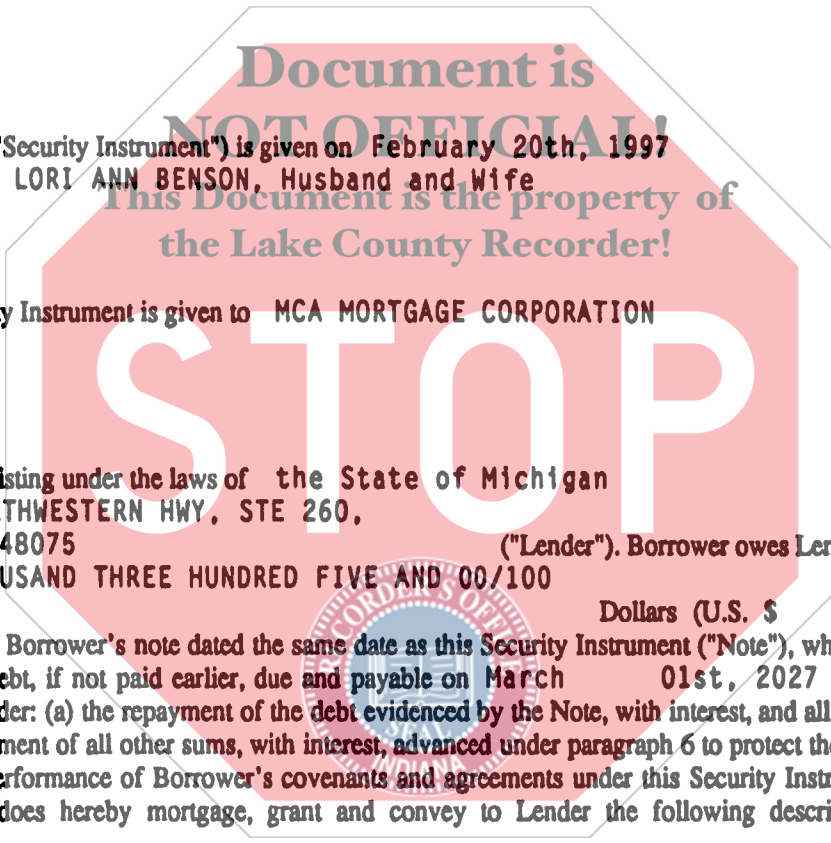 Document is
NOT OFFICIAL!
"Security Instrument") is given on February 20th, 1997
LORI ANN BENSON, Husband and Wife
This Document is the property of
the Lake County Recorder!
y Instrument is given to MCA MORTGAGE CORPORATION
STOP
isting under the laws of the State of Michigan
THWESTERN HWY, STE 260,
48075 ("Lender"). Borrower owes Len
USAND THREE HUNDRED FIVE AND 00/100
Dollars (U.S. $
Borrower's note dated the same date as this Security Instrument ("Note"), wh
ebt, if not paid earlier, due and payable on March 01st, 2027
der: (a) the repayment of the debt evidenced by the Note, with interest, and all
ment of all other sums, with interest, advanced under paragraph 6 to protect the
erformance of Borrower's covenants and agreements under this Security Instr
does hereby mortgage, grant and convey to Lender the following descri
RECORDER'S OFFICE
SEAL
INDIANA